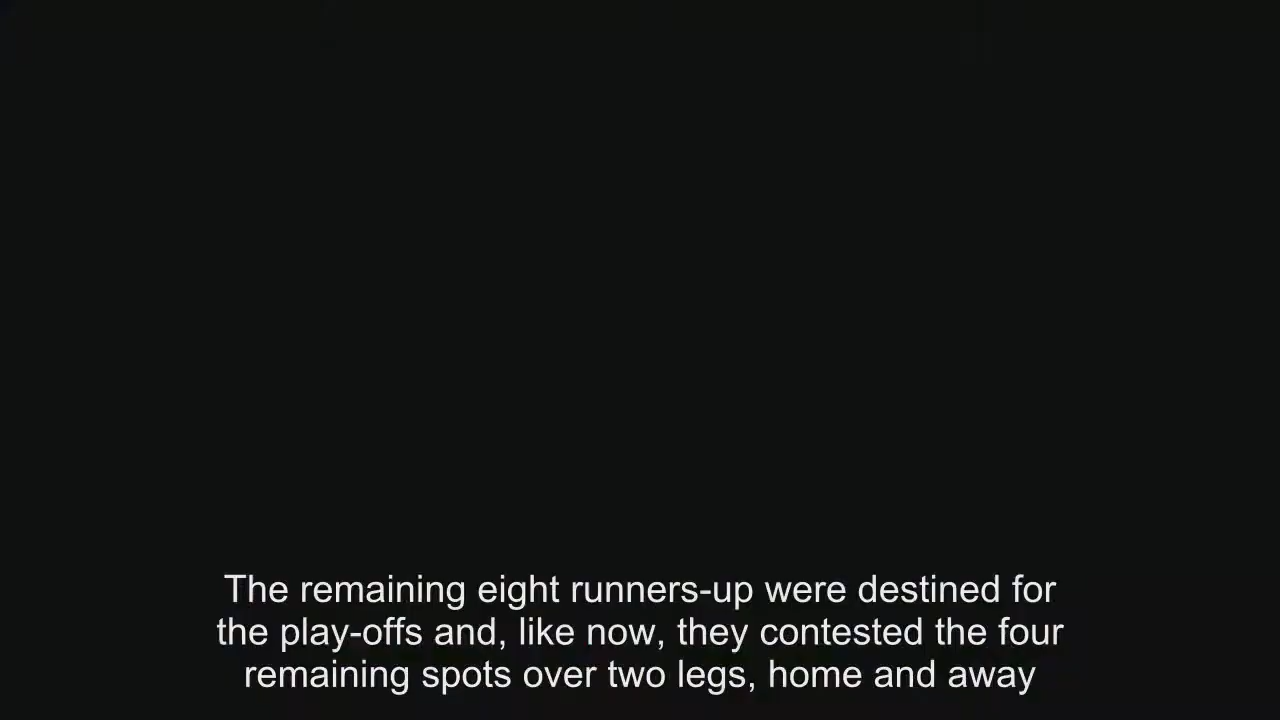 The remaining eight runners-up were destined for
the play-offs and, like now, they contested the four
remaining spots over two legs, home and away